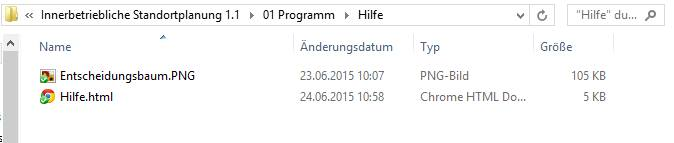 « Innerbetriebliche Standortplanung 1.1 ▸ 01 Programm ▸ Hilfe
"Hilfe" du...
Name Änderungsdatum Typ Größe
Entscheidungsbaum.PNG 23.06.2015 10:07 PNG-Bild 105 KB
Hilfe.html 24.06.2015 10:58 Chrome HTML Do... 5 KB